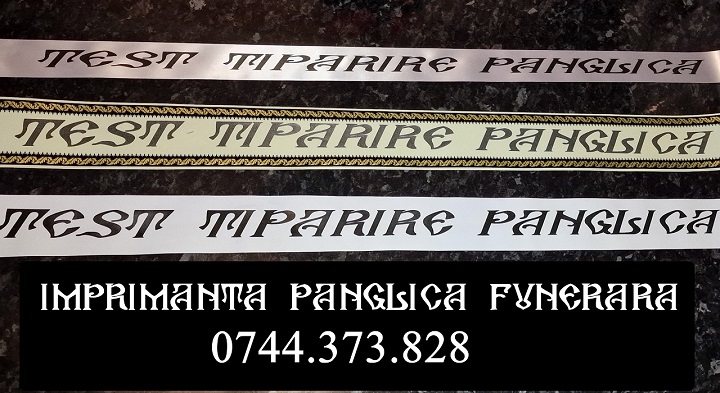 TEST TIPARIRE PANGLICA
TEST TIPARIRE PANGLICA
TEST TIPARIRE PANGLICA
IMPRIMANTA PANGLICA FUNERARA
0744.373.828